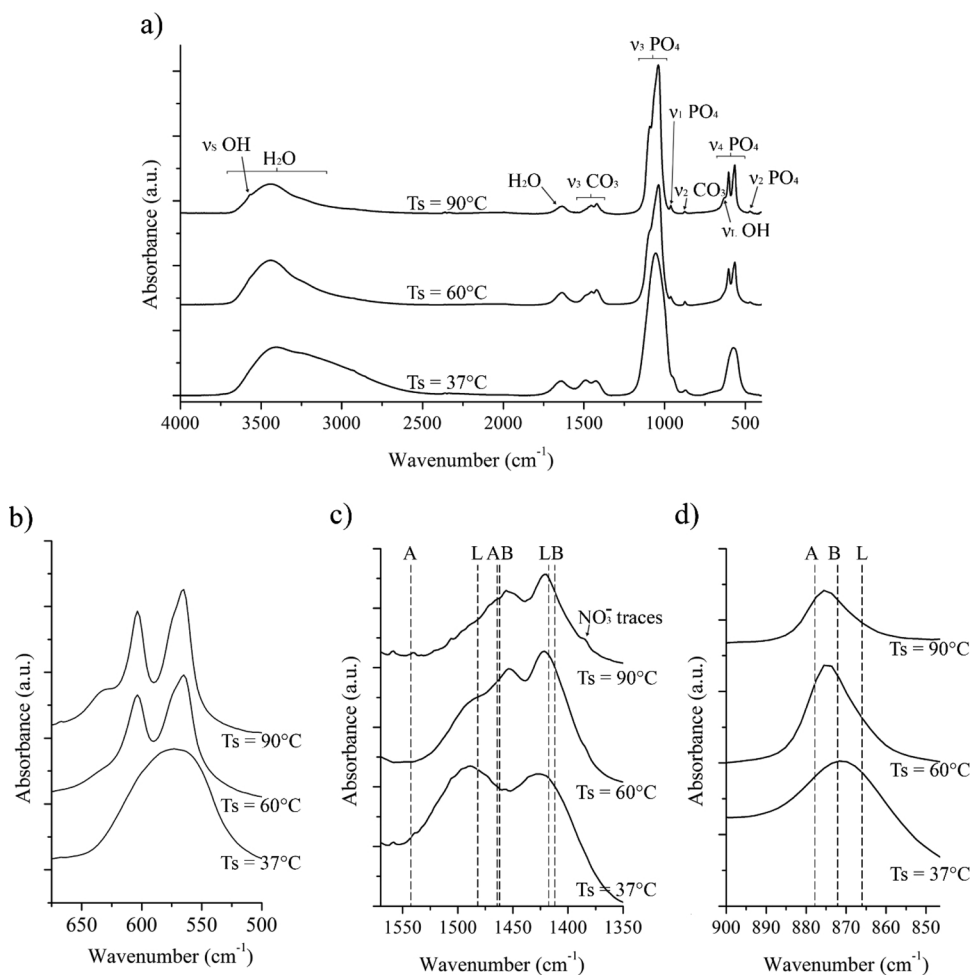 a)
ν₃ PO₄
ν₁ PO₄
νS OH
H₂O
H₂O
ν₃ CO₃
ν₄ PO₄
ν₂ CO₃
ν₂ PO₄
νL OH
Ts = 90°C
Ts = 60°C
Ts = 37°C
Absorbance (a.u.)
4000 3500 3000 2500 2000 1500 1000 500
Wavenumber (cm⁻¹)
b)
Ts = 90°C
Ts = 60°C
Ts = 37°C
Absorbance (a.u.)
650 600 550 500
Wavenumber (cm⁻¹)
c)
A L AB LB
NO₃⁻ traces
Ts = 90°C
Ts = 60°C
Ts = 37°C
Absorbance (a.u.)
1550 1500 1450 1400 1350
Wavenumber (cm⁻¹)
d)
A B L
Ts = 90°C
Ts = 60°C
Ts = 37°C
Absorbance (a.u.)
900 890 880 870 860 850
Wavenumber (cm⁻¹)